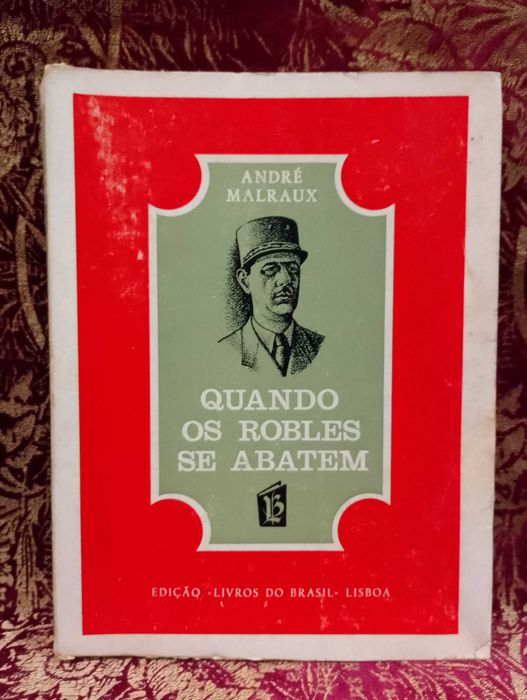 ANDRÉ
MALRAUX
QUANDO
OS ROBLES
SE ABATEM
EDIÇÃO «LIVROS DO BRASIL» LISBOA